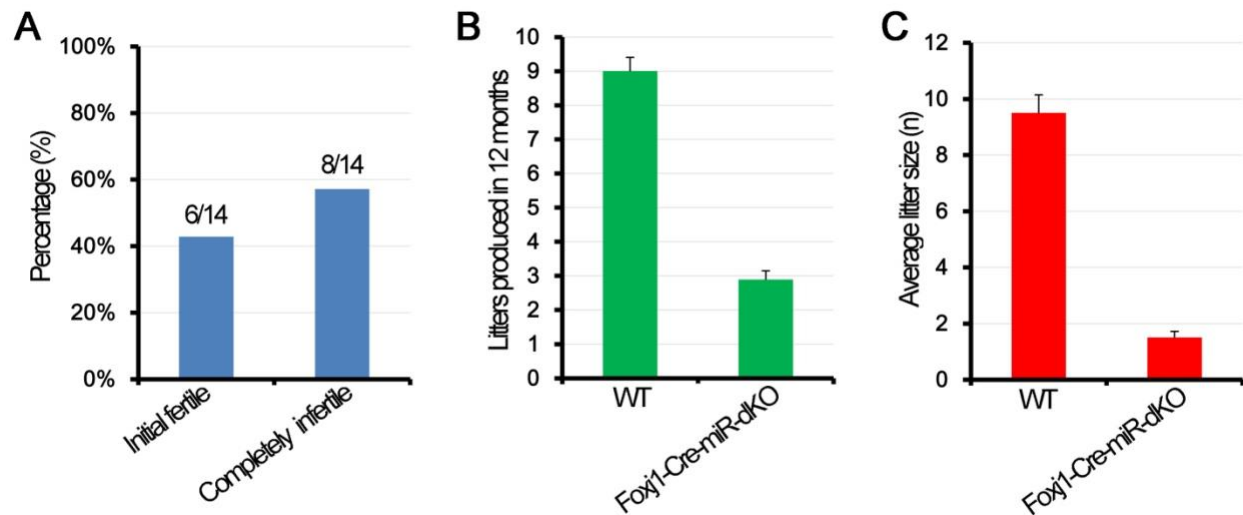 A
Percentage (%)
100%
80%
60%
40%
20%
0%
6/14
8/14
Initial fertile
Completely infertile
B
Litters produced in 12 months
10
9
8
7
6
5
4
3
2
1
0
WT
Foxj1-Cre-miR-dKO
C
Average litter size (n)
12
10
8
6
4
2
0
WT
Foxj1-Cre-miR-dKO